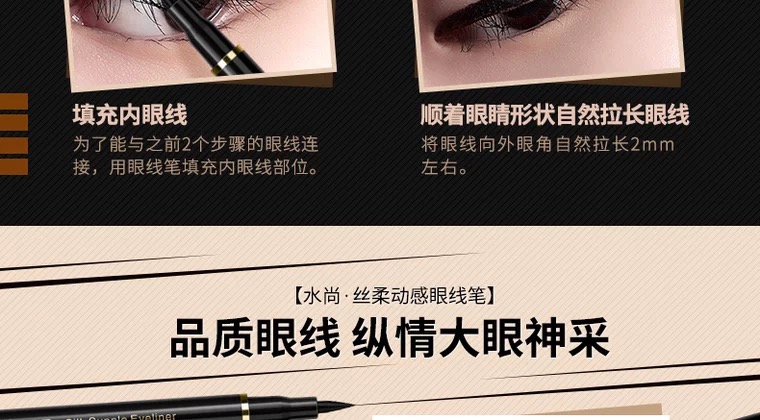 填充内眼线
为了能与之前2个步骤的眼线连
接，用眼线笔填充内眼线部位。
顺着眼睛形状自然拉长眼线
将眼线向外眼角自然拉长2mm
左右。
【水尚·丝柔动感眼线笔】
品质眼线 纵情大眼神采
Silk Supple Eyeliner